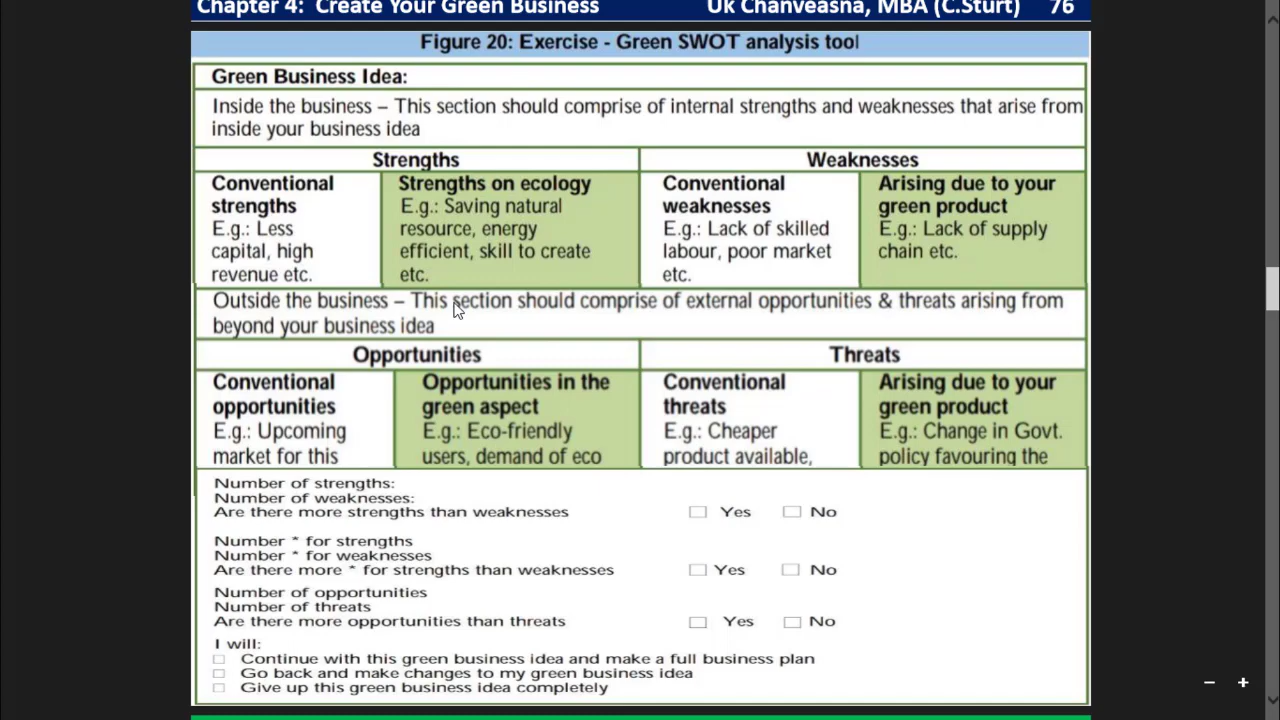 Chapter 4: Create Your Green Business Uk Chanveasna, MBA (C.Sturt) 76
Figure 20: Exercise - Green SWOT analysis tool
Green Business Idea:
Inside the business – This section should comprise of internal strengths and weaknesses that arise from
inside your business idea
Strengths
Weaknesses
Conventional
strengths
E.g.: Less
capital, high
revenue etc.
Strengths on ecology
E.g.: Saving natural
resource, energy
efficient, skill to create
etc.
Conventional
weaknesses
E.g.: Lack of skilled
labour, poor market
etc.
Arising due to your
green product
E.g.: Lack of supply
chain etc.
Outside the business – This section should comprise of external opportunities & threats arising from
beyond your business idea
Opportunities
Threats
Conventional
opportunities
E.g.: Upcoming
market for this
Opportunities in the
green aspect
E.g.: Eco-friendly
users, demand of eco
Conventional
threats
E.g.: Cheaper
product available,
Arising due to your
green product
E.g.: Change in Govt.
policy favouring the
Number of strengths:
Number of weaknesses:
Are there more strengths than weaknesses Yes No
Number * for strengths
Number * for weaknesses
Are there more * for strengths than weaknesses Yes No
Number of opportunities
Number of threats
Are there more opportunities than threats Yes No
I will:
Continue with this green business idea and make a full business plan
Go back and make changes to my green business idea
Give up this green business idea completely